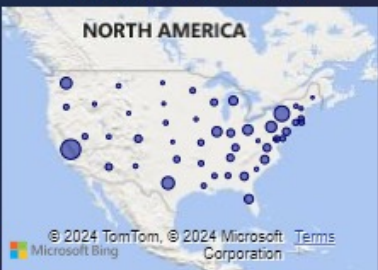 NORTH AMERICA
© 2024 TomTom, © 2024 Microsoft Terms
Microsoft Bing Corporation